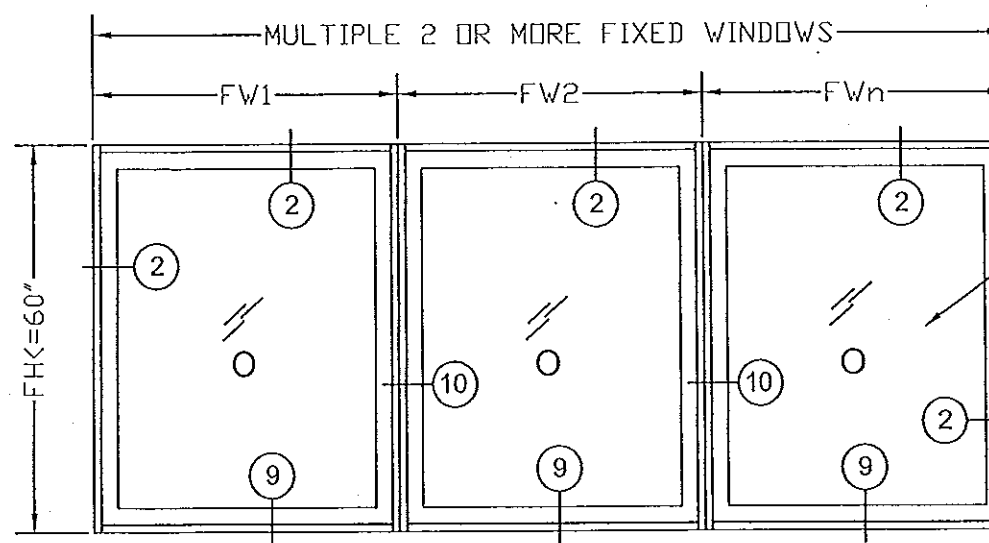 MULTIPLE 2 OR MORE FIXED WINDOWS
FW1 FW2 FWn
2 2 2
2
FH<=60"
O O O
10 10
2
9 9 9